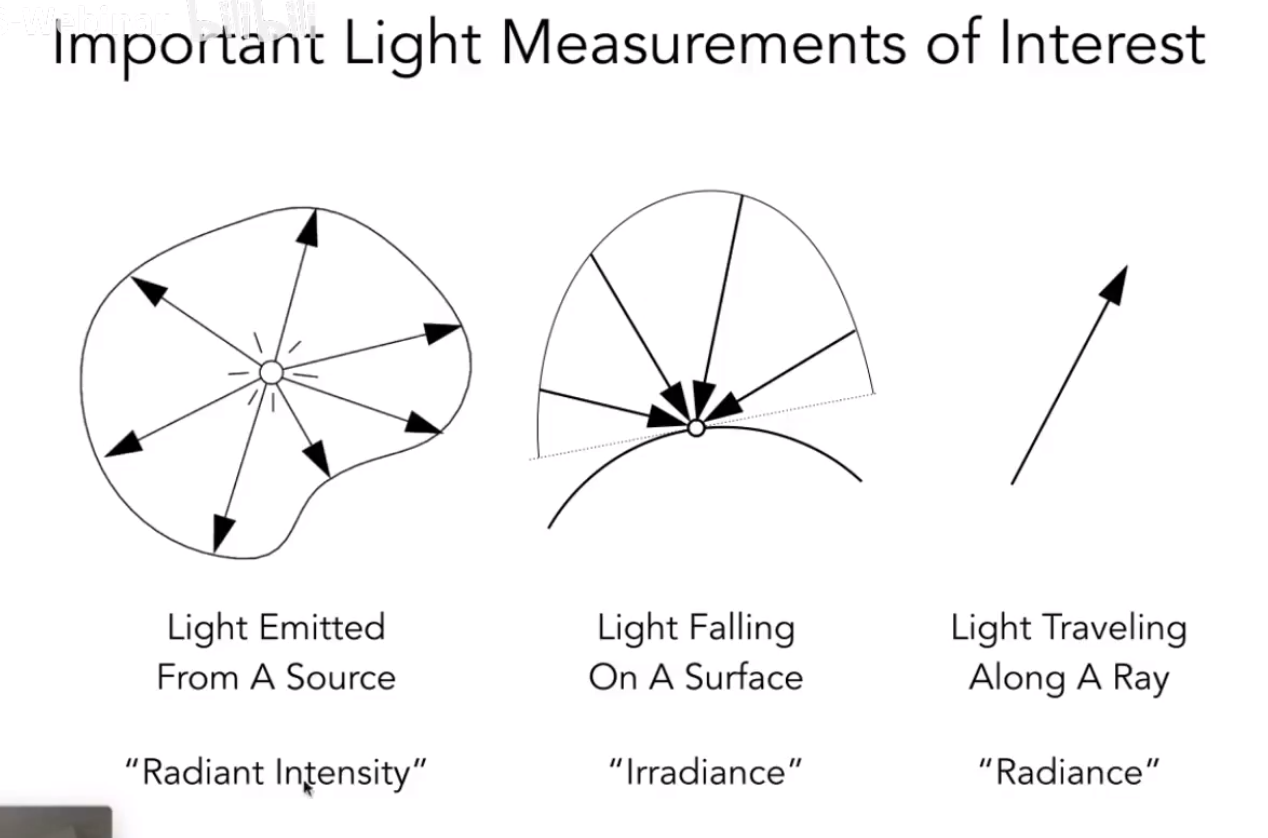 Important Light Measurements of Interest
Light Emitted
From A Source
"Radiant Intensity"
Light Falling
On A Surface
"Irradiance"
Light Traveling
Along A Ray
"Radiance"